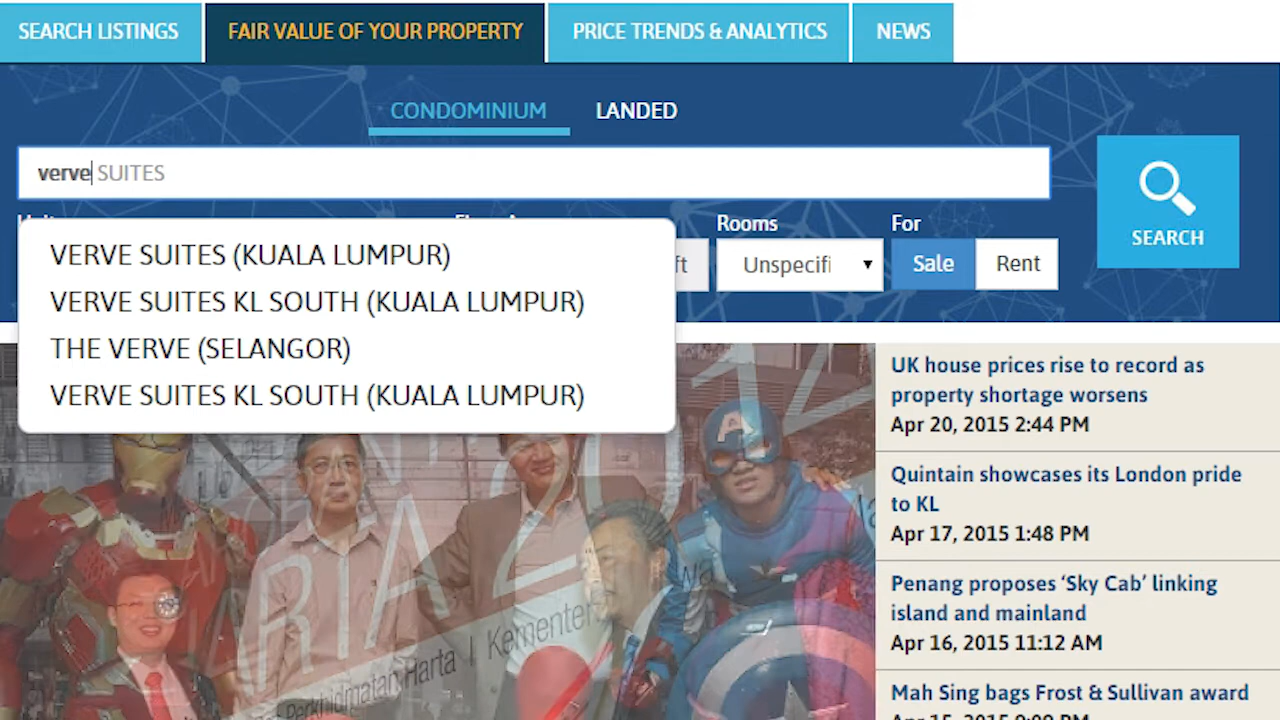 SEARCH LISTINGS
FAIR VALUE OF YOUR PROPERTY
PRICE TRENDS & ANALYTICS
NEWS
CONDOMINIUM
LANDED
verve SUITES
SEARCH
Rooms
For
Unspecifi
Sale
Rent
VERVE SUITES (KUALA LUMPUR)
VERVE SUITES KL SOUTH (KUALA LUMPUR)
THE VERVE (SELANGOR)
VERVE SUITES KL SOUTH (KUALA LUMPUR)
UK house prices rise to record as
property shortage worsens
Apr 20, 2015 2:44 PM
Quintain showcases its London pride
to KL
Apr 17, 2015 1:48 PM
Penang proposes ‘Sky Cab’ linking
island and mainland
Apr 16, 2015 11:12 AM
Mah Sing bags Frost & Sullivan award
Harta | Kementer